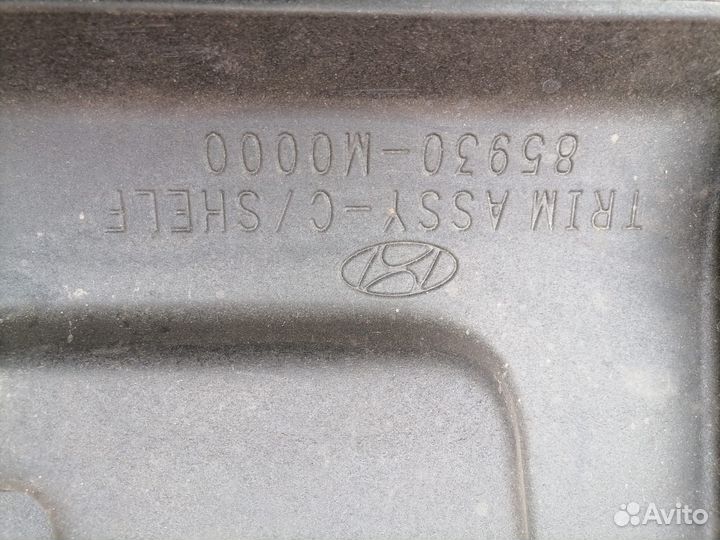 TRIM ASSY-C/SHELF
85930-M0000
Avito